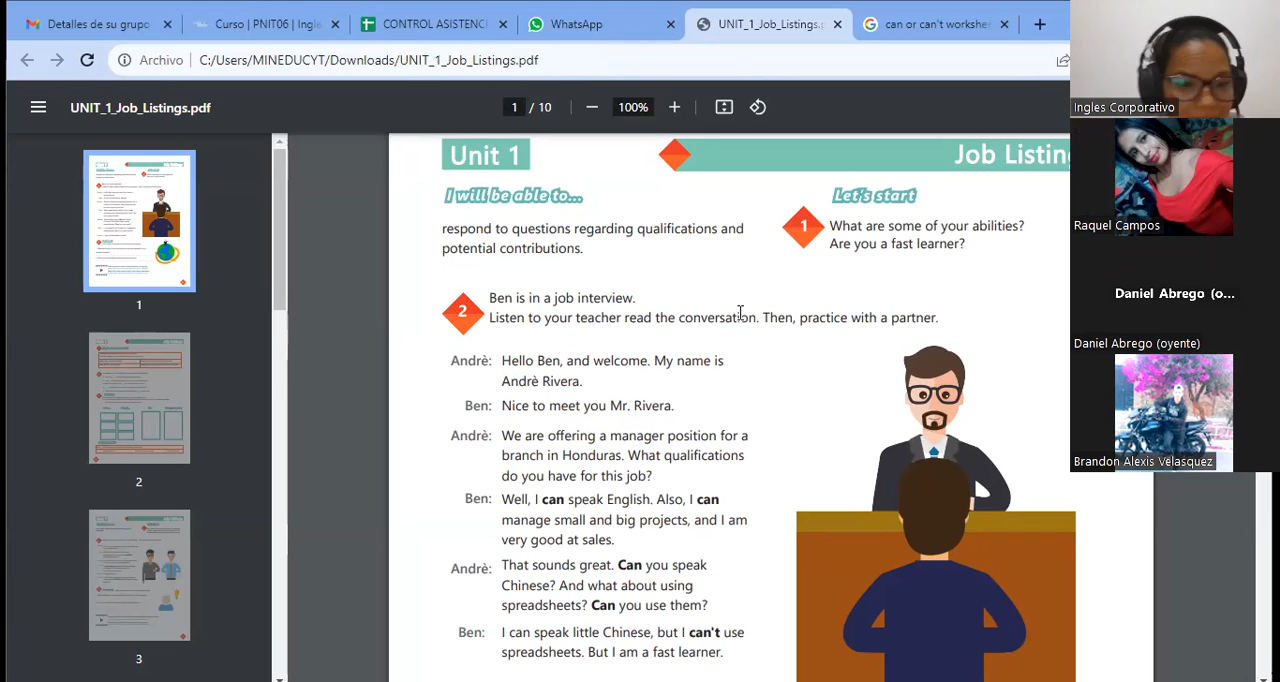 Detalles de su grupo
Curso | PNIT06 | Ingle
CONTROL ASISTENC
WhatsApp
UNIT_1_Job_Listings.
can or can't workshe
Archivo
C:/Users/MINEDUCYT/Downloads/UNIT_1_Job_Listings.pdf
UNIT_1_Job_Listings.pdf
1 / 10
100%
Unit 1
Job Listin
I will be able to...
Let's start
respond to questions regarding qualifications and
potential contributions.
1
What are some of your abilities?
Are you a fast learner?
2
Ben is in a job interview.
Listen to your teacher read the conversation. Then, practice with a partner.
Andrè: Hello Ben, and welcome. My name is
Andrè Rivera.
Ben: Nice to meet you Mr. Rivera.
Andrè: We are offering a manager position for a
branch in Honduras. What qualifications
do you have for this job?
Ben: Well, I can speak English. Also, I can
manage small and big projects, and I am
very good at sales.
Andrè: That sounds great. Can you speak
Chinese? And what about using
spreadsheets? Can you use them?
Ben: I can speak little Chinese, but I can't use
spreadsheets. But I am a fast learner.
1
2
3
Ingles Corporativo
Raquel Campos
Daniel Abrego (o...
Daniel Abrego (oyente)
Brandon Alexis Velasquez